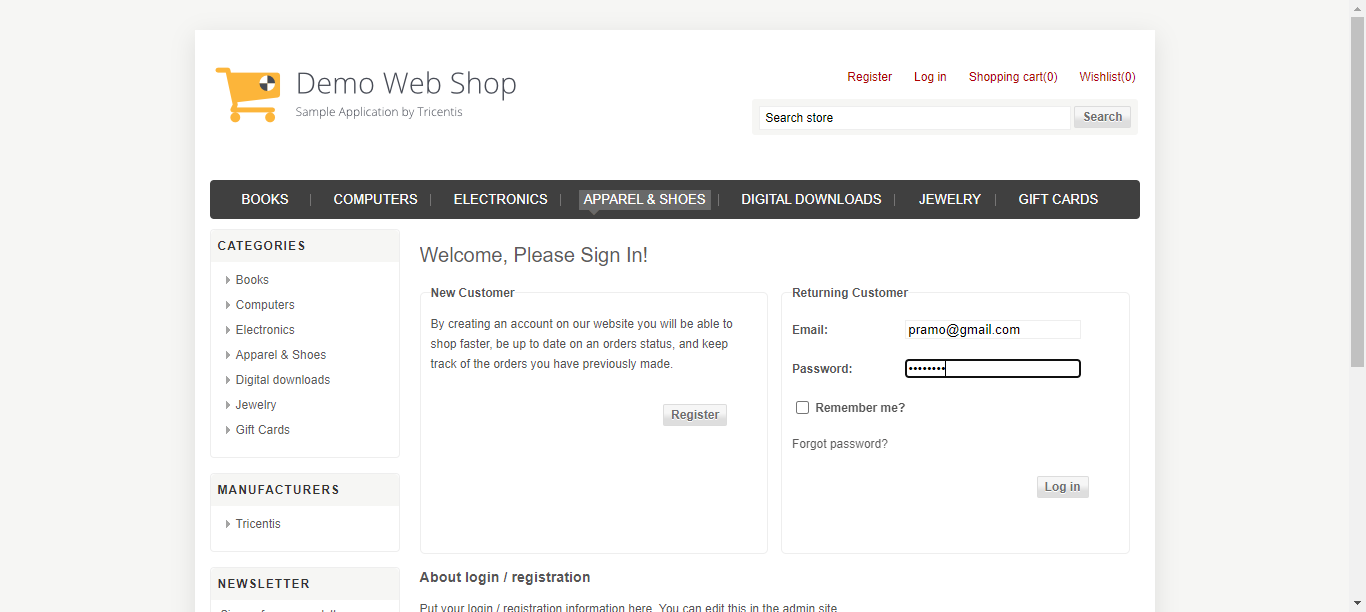 Demo Web Shop
Sample Application by Tricentis
Register Log in Shopping cart(0) Wishlist(0)
Search store Search
BOOKS COMPUTERS ELECTRONICS APPAREL & SHOES DIGITAL DOWNLOADS JEWELRY GIFT CARDS
CATEGORIES
Books
Computers
Electronics
Apparel & Shoes
Digital downloads
Jewelry
Gift Cards
MANUFACTURERS
Tricentis
NEWSLETTER
Welcome, Please Sign In!
New Customer
By creating an account on our website you will be able to
shop faster, be up to date on an orders status, and keep
track of the orders you have previously made.
Register
Returning Customer
Email: pramo@gmail.com
Password: ••••••••
Remember me?
Forgot password?
Log in
About login / registration
Put your login / registration information here. You can edit this in the admin site.